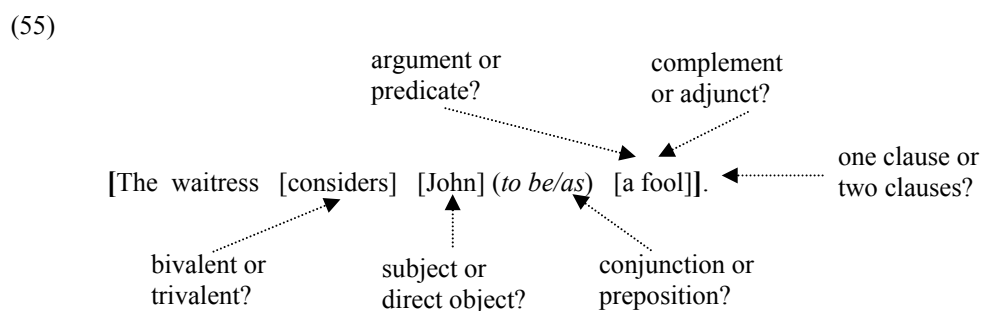 (55)
argument or
predicate?
complement
or adjunct?
one clause or
two clauses?
[The waitress [considers] [John] (to be/as) [a fool]].
bivalent or
trivalent?
subject or
direct object?
conjunction or
preposition?